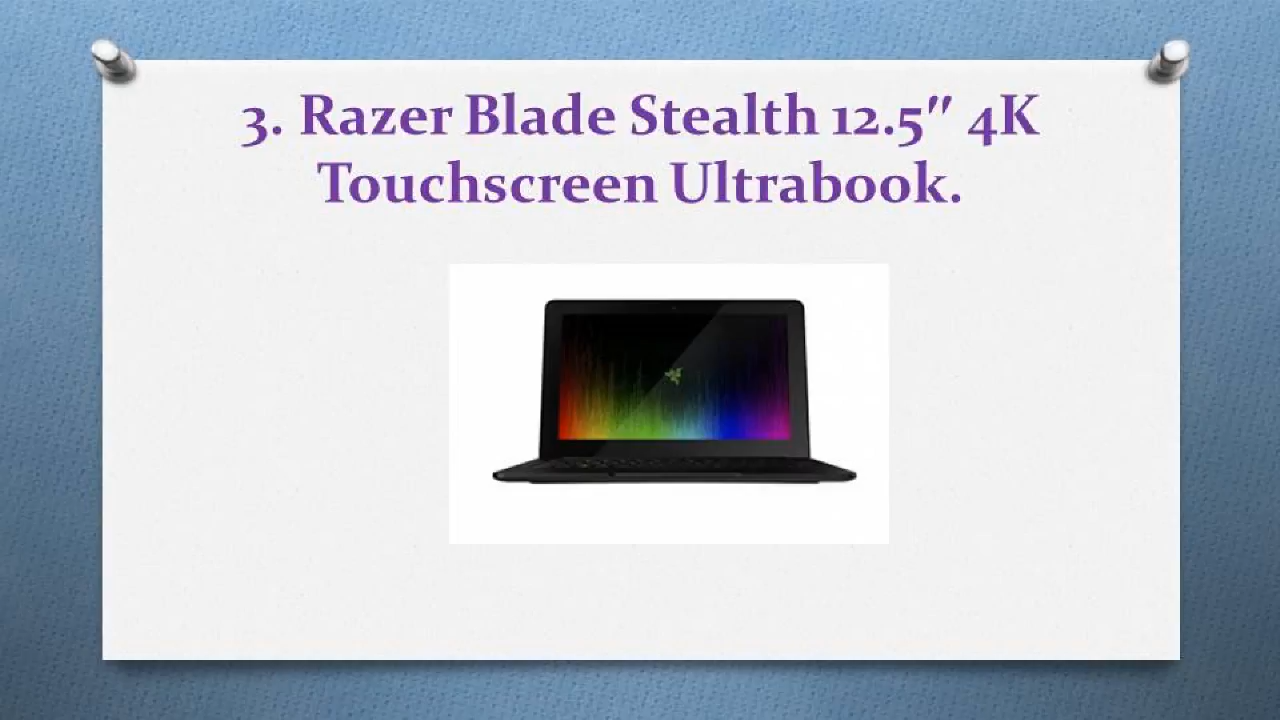 3. Razer Blade Stealth 12.5″ 4K
Touchscreen Ultrabook.